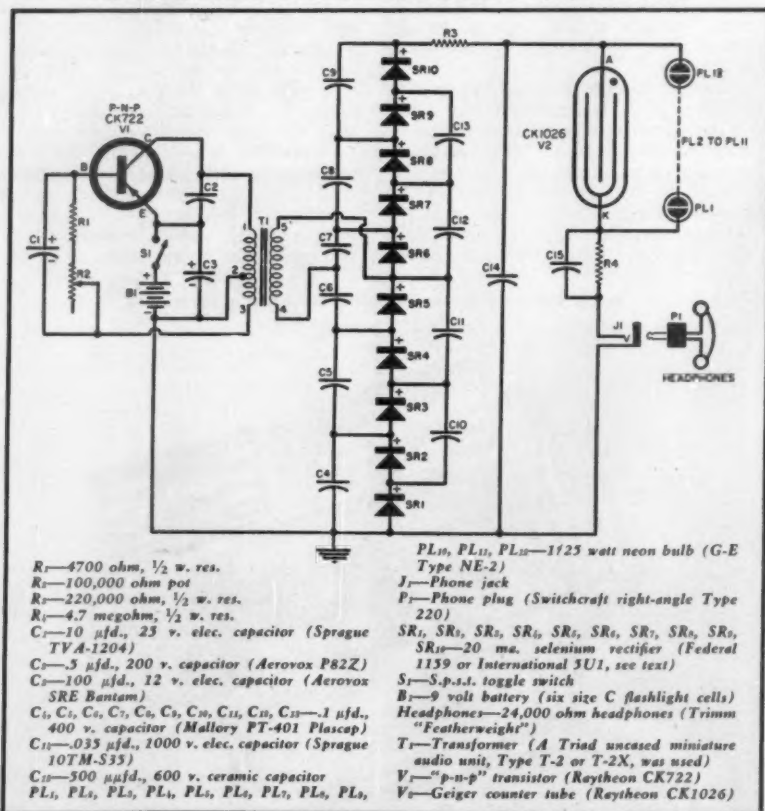 P-N-P
CK722
V1
B
C
E
R1
R2
C1
+
-
S1
+
B1
-
C2
C3
+
1
2
3
T1
5
4
C9
C8
C7
C6
C5
C4
+
SR10
+
SR9
+
SR8
+
SR7
+
SR6
+
SR5
+
SR4
+
SR3
+
SR2
+
SR1
C13
C12
C11
C10
R3
C14
A
CK1026
V2
K
C15
R4
PL12
PL2 TO PL11
PL1
J1
P1
HEADPHONES
R1—4700 ohm, 1/2 w. res.
R2—100,000 ohm pot
R3—220,000 ohm, 1/2 w. res.
R4—4.7 megohm, 1/2 w. res.
C1—10 μfd., 25 v. elec. capacitor (Sprague
TVA-1204)
C2—.5 μfd., 200 v. capacitor (Aerovox P82Z)
C3—100 μfd., 12 v. elec. capacitor (Aerovox
SRE Bantam)
C4, C5, C6, C7, C8, C9, C10, C11, C12, C13—.1 μfd.,
400 v. capacitor (Mallory PT-401 Plascap)
C14—.035 μfd., 1000 v. elec. capacitor (Sprague
10TM-S35)
C15—500 μμfd., 600 v. ceramic capacitor
PL1, PL2, PL3, PL4, PL5, PL6, PL7, PL8, PL9,
PL10, PL11, PL12—1/25 watt neon bulb (G-E
Type NE-2)
J1—Phone jack
P1—Phone plug (Switchcraft right-angle Type
220)
SR1, SR2, SR3, SR4, SR5, SR6, SR7, SR8, SR9,
SR10—20 ma. selenium rectifier (Federal
1159 or International 5U1, see text)
S1—S.p.s.t. toggle switch
B1—9 volt battery (six size C flashlight cells)
Headphones—24,000 ohm headphones (Trimm
"Featherweight")
T1—Transformer (A Triad uncased miniature
audio unit, Type T-2 or T-2X, was used)
V1—"p-n-p" transistor (Raytheon CK722)
V2—Geiger counter tube (Raytheon CK1026)